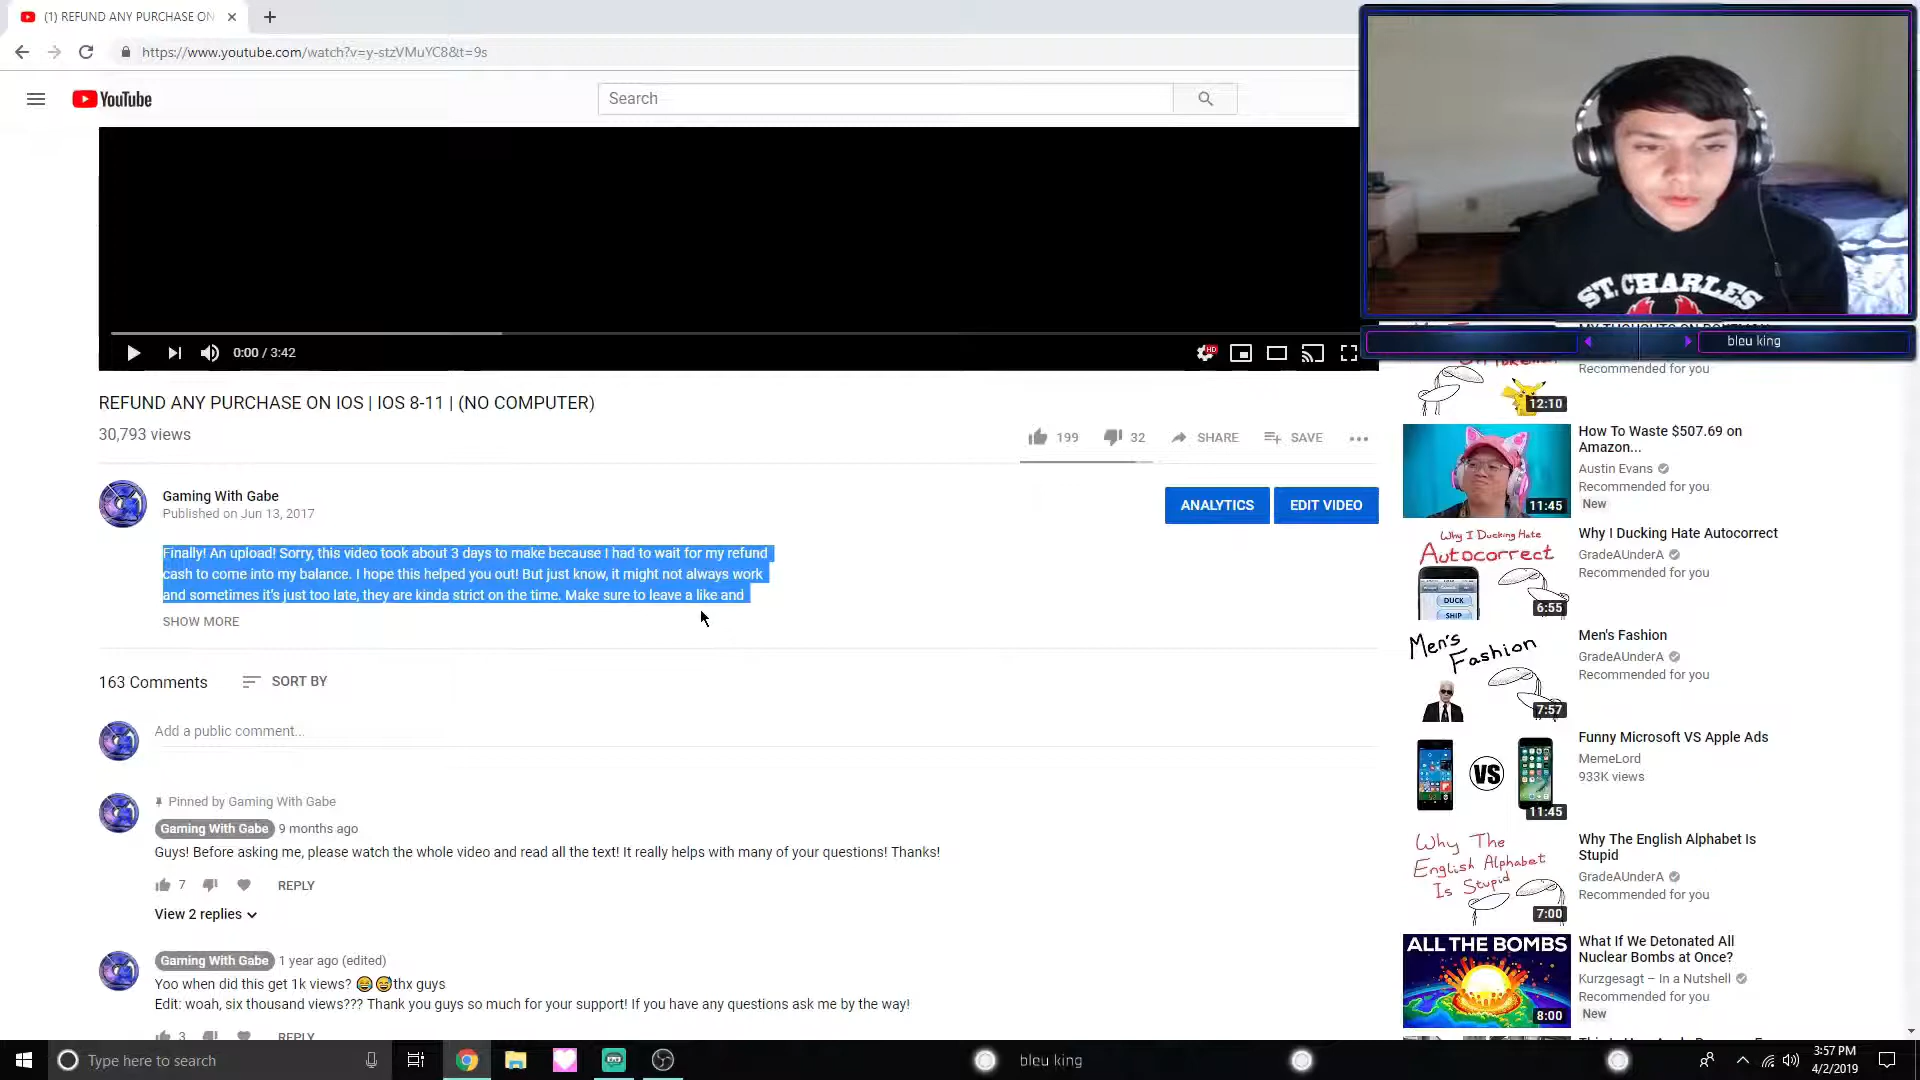 (1) REFUND ANY PURCHASE ON
https://www.youtube.com/watch?v=y-stzVMuYC8&t=9s
YouTube
Search
ST. CHARLES
bleu king
0:00 / 3:42
HD
REFUND ANY PURCHASE ON IOS | IOS 8-11 | (NO COMPUTER)
30,793 views
199
32
SHARE
SAVE
Gaming With Gabe
Published on Jun 13, 2017
ANALYTICS
EDIT VIDEO
Finally! An upload! Sorry, this video took about 3 days to make because I had to wait for my refund
cash to come into my balance. I hope this helped you out! But just know, it might not always work
and sometimes it's just too late, they are kinda strict on the time. Make sure to leave a like and
SHOW MORE
163 Comments
SORT BY
Add a public comment...
Pinned by Gaming With Gabe
Gaming With Gabe 9 months ago
Guys! Before asking me, please watch the whole video and read all the text! It really helps with many of your questions! Thanks!
7
REPLY
View 2 replies
Gaming With Gabe 1 year ago (edited)
Yoo when did this get 1k views? 😂😅thx guys
Edit: woah, six thousand views??? Thank you guys so much for your support! If you have any questions ask me by the way!
3
REPLY
Recommended for you
12:10
How To Waste $507.69 on
Amazon...
Austin Evans
Recommended for you
New
11:45
Why I Ducking Hate
Autocorrect
DUCK
SHIP
6:55
Why I Ducking Hate Autocorrect
GradeAUnderA
Recommended for you
Men's
Fashion
7:57
Men's Fashion
GradeAUnderA
Recommended for you
VS
11:45
Funny Microsoft VS Apple Ads
MemeLord
933K views
Why The
English Alphabet
Is Stupid
7:00
Why The English Alphabet Is
Stupid
GradeAUnderA
Recommended for you
ALL THE BOMBS
8:00
What If We Detonated All
Nuclear Bombs at Once?
Kurzgesagt – In a Nutshell
Recommended for you
New
Type here to search
bleu king
3:57 PM
4/2/2019